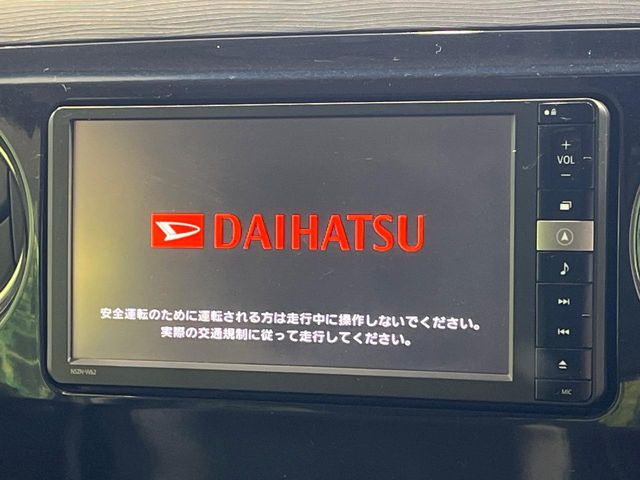 DAIHATSU
安全運転のために運転される方は走行中に操作しないでください。
実際の交通規制に従って走行してください。
NSZN-W62
+
VOL
−
MIC